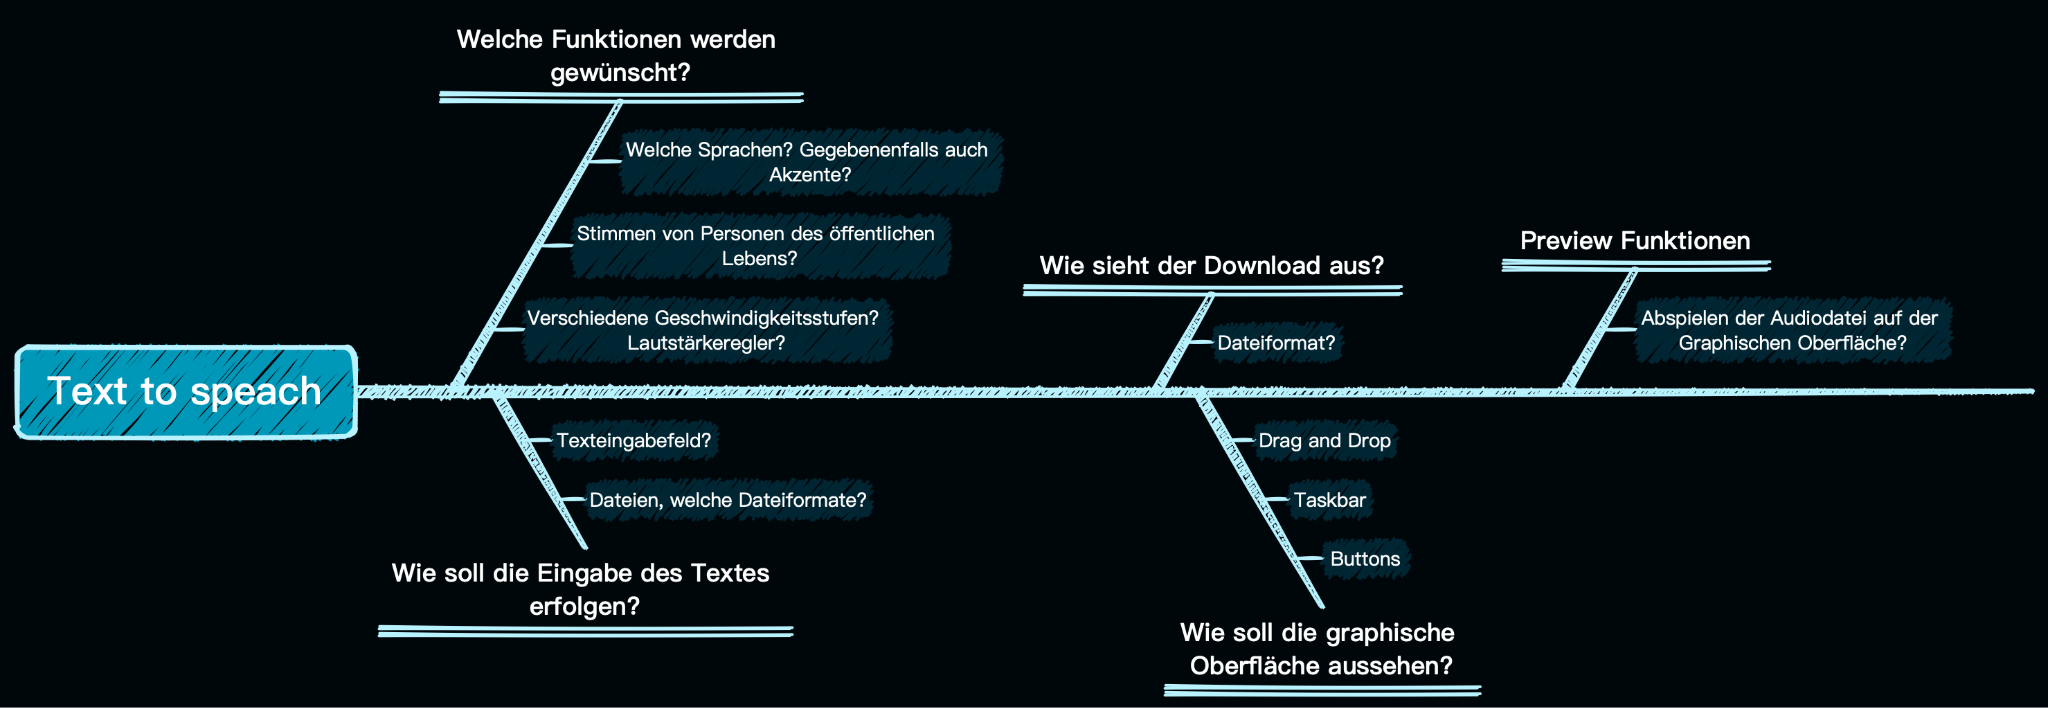 Text to speach
Welche Funktionen werden
gewünscht?
Welche Sprachen? Gegebenenfalls auch
Akzente?
Stimmen von Personen des öffentlichen
Lebens?
Verschiedene Geschwindigkeitsstufen?
Lautstärkeregler?
Texteingabefeld?
Dateien, welche Dateiformate?
Wie soll die Eingabe des Textes
erfolgen?
Wie sieht der Download aus?
Dateiformat?
Drag and Drop
Taskbar
Buttons
Wie soll die graphische
Oberfläche aussehen?
Preview Funktionen
Abspielen der Audiodatei auf der
Graphischen Oberfläche?